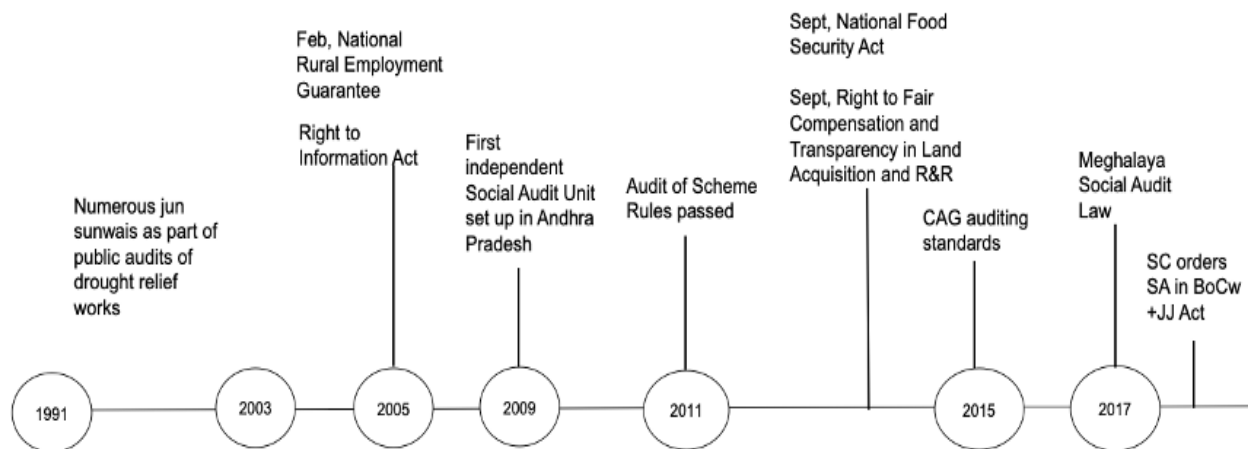 Feb, National
Rural Employment
Guarantee
Right to
Information Act
Numerous jun
sunwais as part of
public audits of
drought relief
works
First
independent
Social Audit Unit
set up in Andhra
Pradesh
Audit of Scheme
Rules passed
Sept, National Food
Security Act
Sept, Right to Fair
Compensation and
Transparency in Land
Acquisition and R&R
CAG auditing
standards
Meghalaya
Social Audit
Law
SC orders
SA in BoCw
+JJ Act
1991
2003
2005
2009
2011
2015
2017